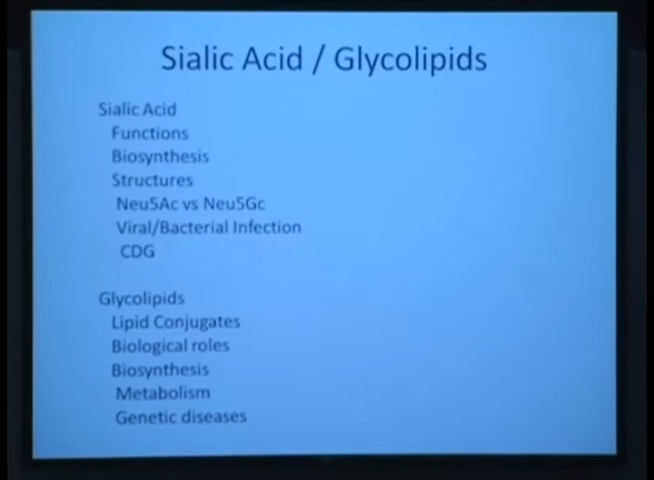 Sialic Acid / Glycolipids
Sialic Acid
Functions
Biosynthesis
Structures
Neu5Ac vs Neu5Gc
Viral/Bacterial Infection
CDG
Glycolipids
Lipid Conjugates
Biological roles
Biosynthesis
Metabolism
Genetic diseases